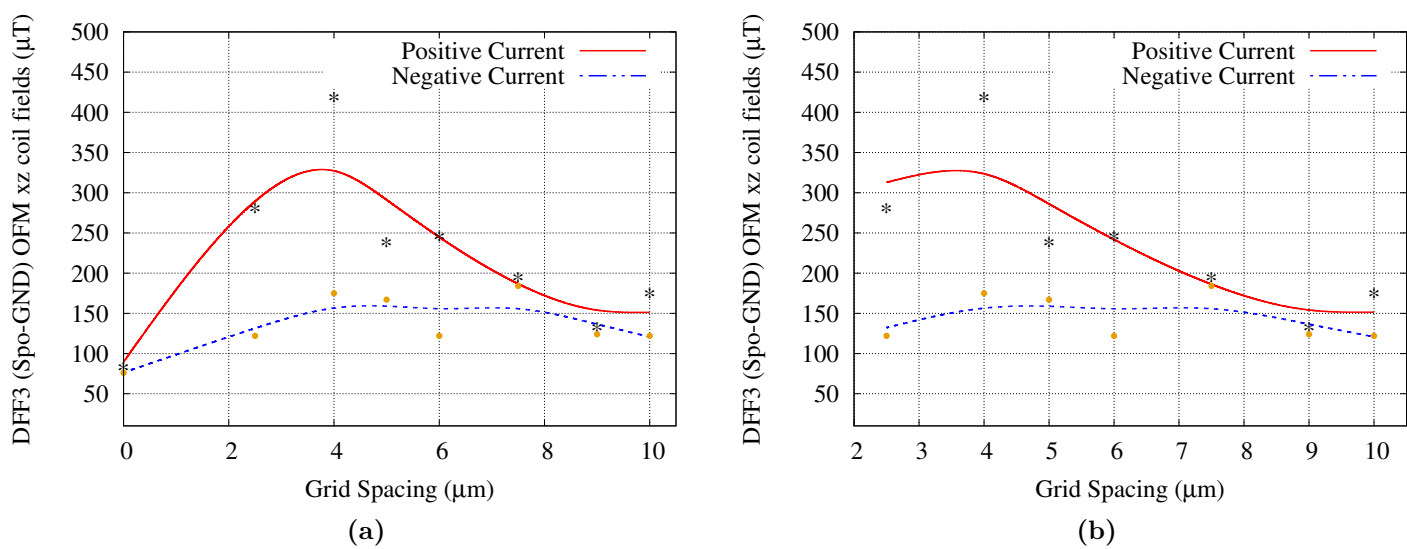 DFF3 (Spo-GND) OFM xz coil fields (μT)
500
450
400
350
300
250
200
150
100
50
Positive Current
Negative Current
0 2 4 6 8 10
Grid Spacing (μm)
(a)
DFF3 (Spo-GND) OFM xz coil fields (μT)
500
450
400
350
300
250
200
150
100
50
Positive Current
Negative Current
2 3 4 5 6 7 8 9 10
Grid Spacing (μm)
(b)